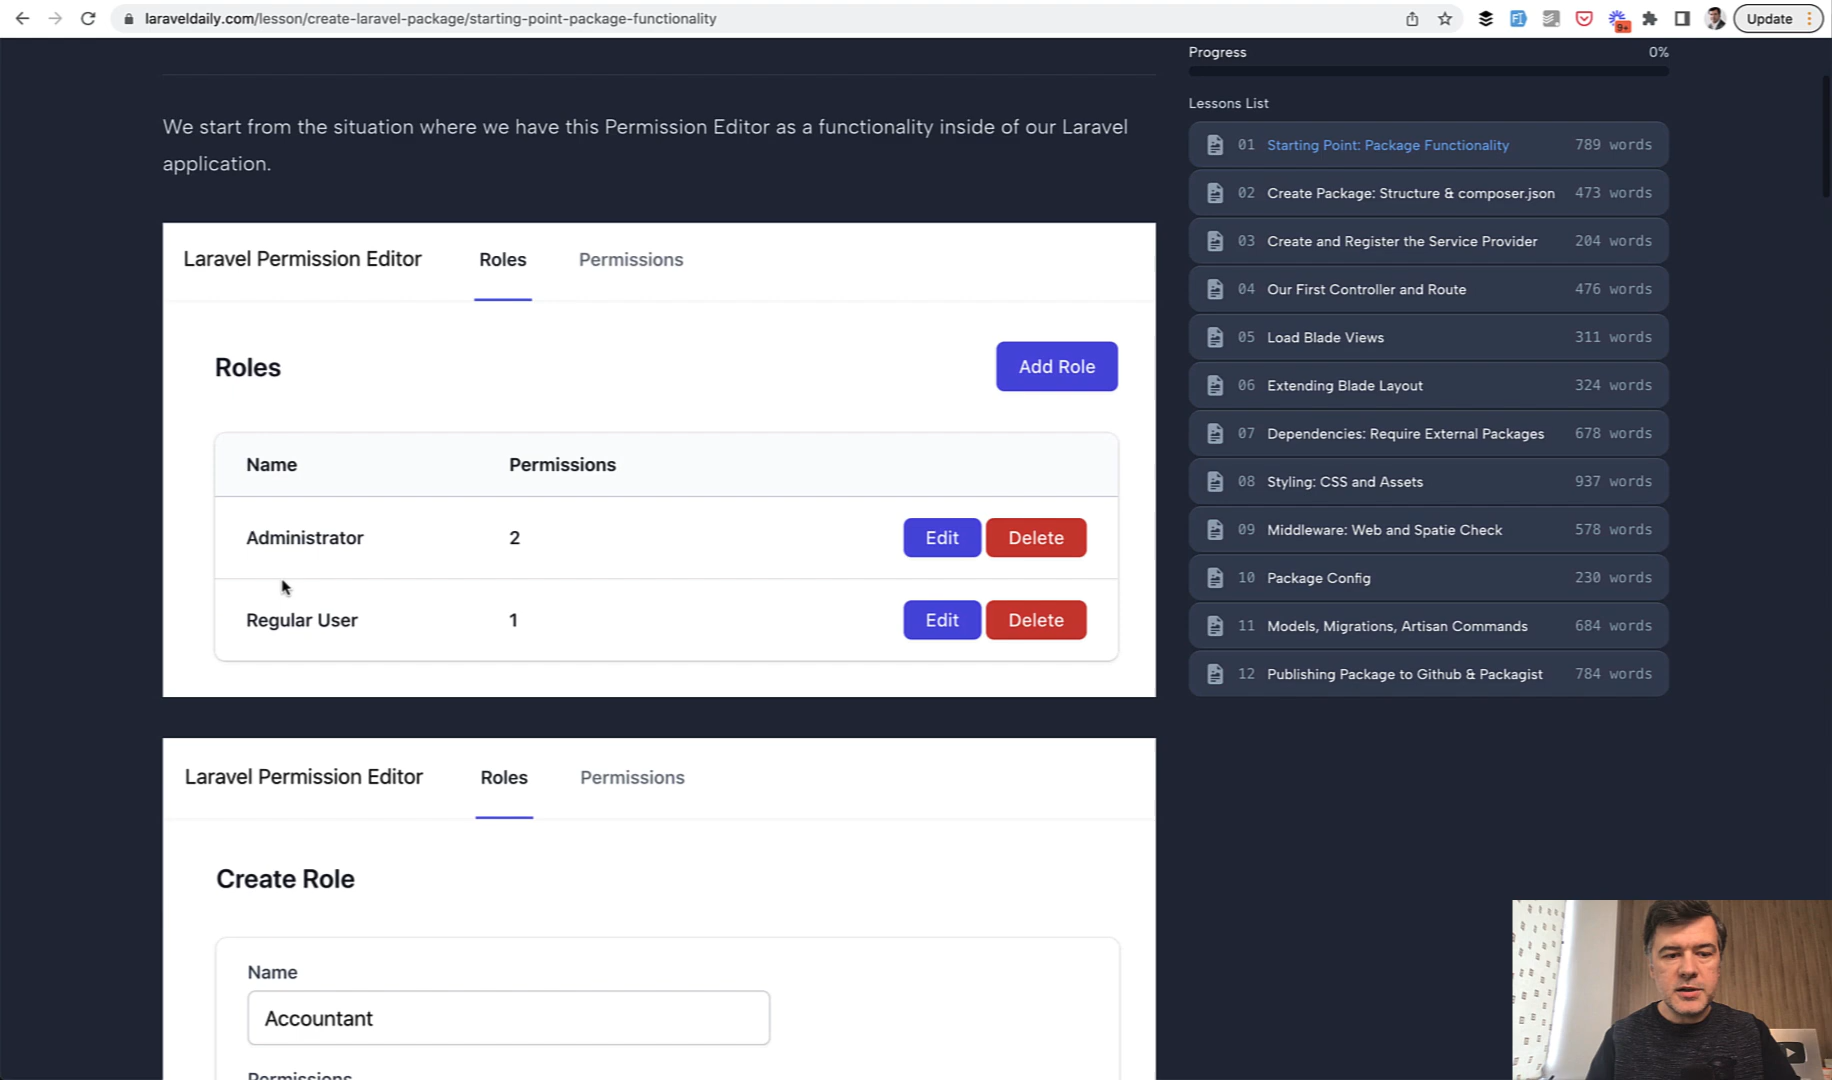 laraveldaily.com/lesson/create-laravel-package/starting-point-package-functionality
9+
Update
Progress 0%
Lessons List
We start from the situation where we have this Permission Editor as a functionality inside of our Laravel
application.
01 Starting Point: Package Functionality 789 words
02 Create Package: Structure & composer.json 473 words
03 Create and Register the Service Provider 204 words
04 Our First Controller and Route 476 words
05 Load Blade Views 311 words
06 Extending Blade Layout 324 words
07 Dependencies: Require External Packages 678 words
08 Styling: CSS and Assets 937 words
09 Middleware: Web and Spatie Check 578 words
10 Package Config 230 words
11 Models, Migrations, Artisan Commands 684 words
12 Publishing Package to Github & Packagist 784 words
Laravel Permission Editor Roles Permissions
Roles Add Role
Name Permissions
Administrator 2 Edit Delete
Regular User 1 Edit Delete
Laravel Permission Editor Roles Permissions
Create Role
Name
Accountant
Permissions